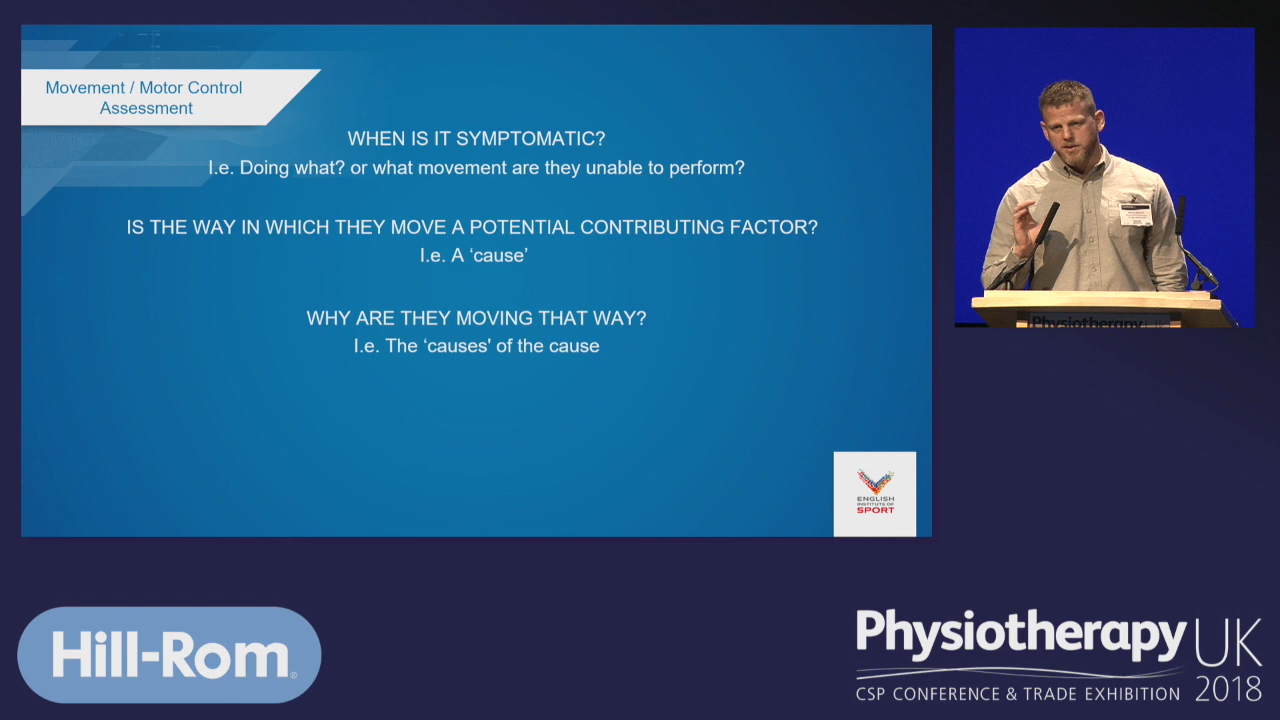 Movement / Motor Control
Assessment
WHEN IS IT SYMPTOMATIC?
I.e. Doing what? or what movement are they unable to perform?
IS THE WAY IN WHICH THEY MOVE A POTENTIAL CONTRIBUTING FACTOR?
I.e. A ‘cause’
WHY ARE THEY MOVING THAT WAY?
I.e. The ‘causes' of the cause
ENGLISH
INSTITUTE OF
SPORT
Physiotherapy UK
Hill-Rom®
Physiotherapy UK
CSP CONFERENCE & TRADE EXHIBITION 2018